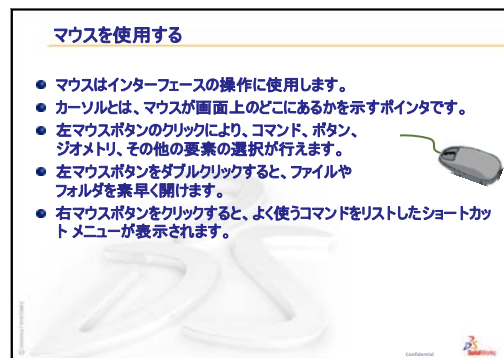 マウスを使用する
マウスはインターフェースの操作に使用します。
カーソルとは、マウスが画面上のどこにあるかを示すポインタです。
左マウスボタンのクリックにより、コマンド、ボタン、
ジオメトリ、その他の要素の選択が行えます。
左マウスボタンをダブルクリックすると、ファイルや
フォルダを素早く開けます。
右マウスボタンをクリックすると、よく使うコマンドをリストしたショートカッ
ト メニューが表示されます。
Confidential
SolidWorks